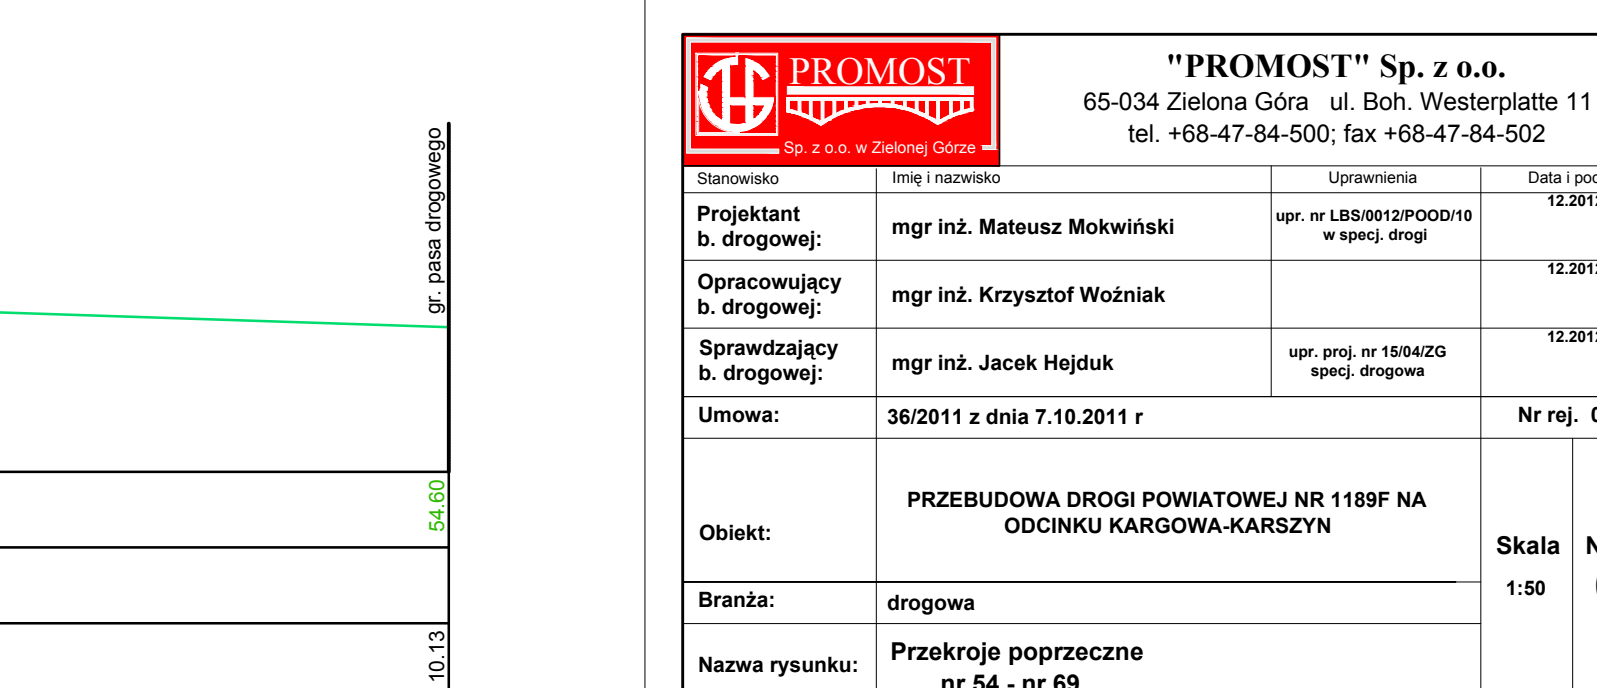 gr. pasa drogowego
54.60
10.13
PROMOST
Sp. z o.o. w Zielonej Górze
"PROMOST" Sp. z o.o.
65-034 Zielona Góra ul. Boh. Westerplatte 11
tel. +68-47-84-500; fax +68-47-84-502
Stanowisko Imię i nazwisko Uprawnienia Data i
Projektant
b. drogowej:
mgr inż. Mateusz Mokwiński
upr. nr LBS/0012/POOD/10
w specj. drogi
Opracowujący
b. drogowej:
mgr inż. Krzysztof Woźniak
Sprawdzający
b. drogowej:
mgr inż. Jacek Hejduk
upr. proj. nr 15/04/ZG
specj. drogowa
Umowa: 36/2011 z dnia 7.10.2011 r Nr rej.
Obiekt:
PRZEBUDOWA DROGI POWIATOWEJ NR 1189F NA
ODCINKU KARGOWA-KARSZYN
Skala
1:50
Branża: drogowa
Nazwa rysunku:
Przekroje poprzeczne
nr 54 - nr 69